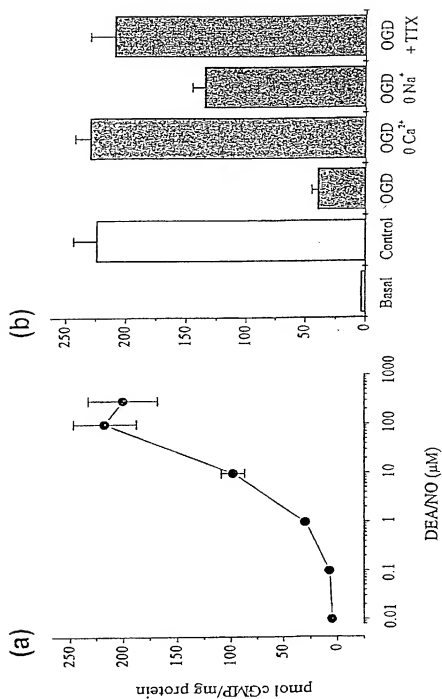 (a)
pmol cGMP/mg protein
250
200
150
100
50
0
0.01 0.1 1 10 100 1000
DEA/NO (μM)
(b)
250
200
150
100
50
0
Basal Control OGD OGD OGD OGD
0 Ca²⁺ 0 Na⁺ + TTX